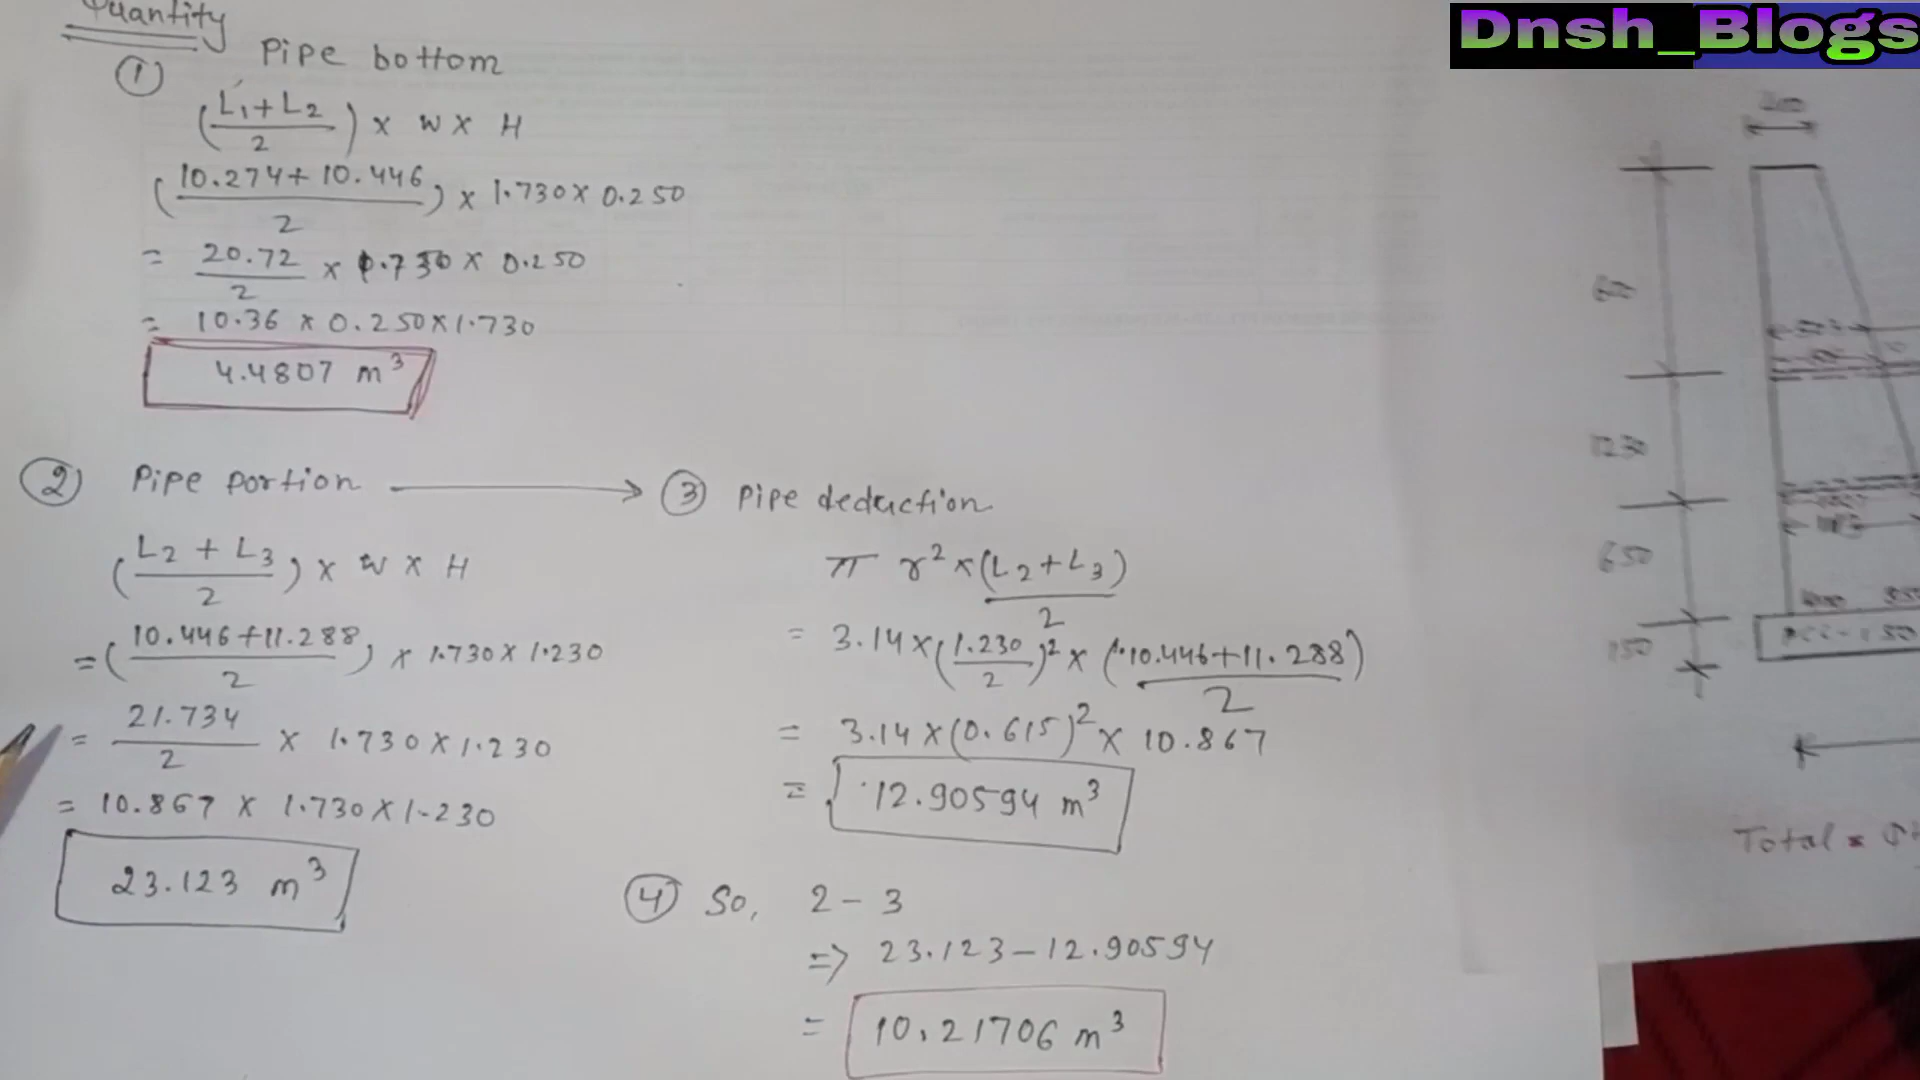 Quantity
Dnsh_Blogs
① Pipe bottom
(L1+L2/2) x w x H
(10.274+10.446/2) x 1.730 x 0.250
= 20.72/2 x 1.730 x 0.250
= 10.36 x 0.250 x 1.730
4.4807 m³
② Pipe portion →
(L2 + L3/2) x w x H
= (10.446+11.288/2) x 1.730 x 1.230
= 21.734/2 x 1.730 x 1.230
= 10.867 x 1.730 x 1.230
23.123 m³
③ Pipe deduction
π r² x (L2+L3)/2
= 3.14 x (1.230/2)² x (10.446+11.288)/2
= 3.14 x (0.615)² x 10.867
= 12.90594 m³
④ So, 2 - 3
=> 23.123 - 12.90594
= 10.21706 m³
1230
650
150
Total =